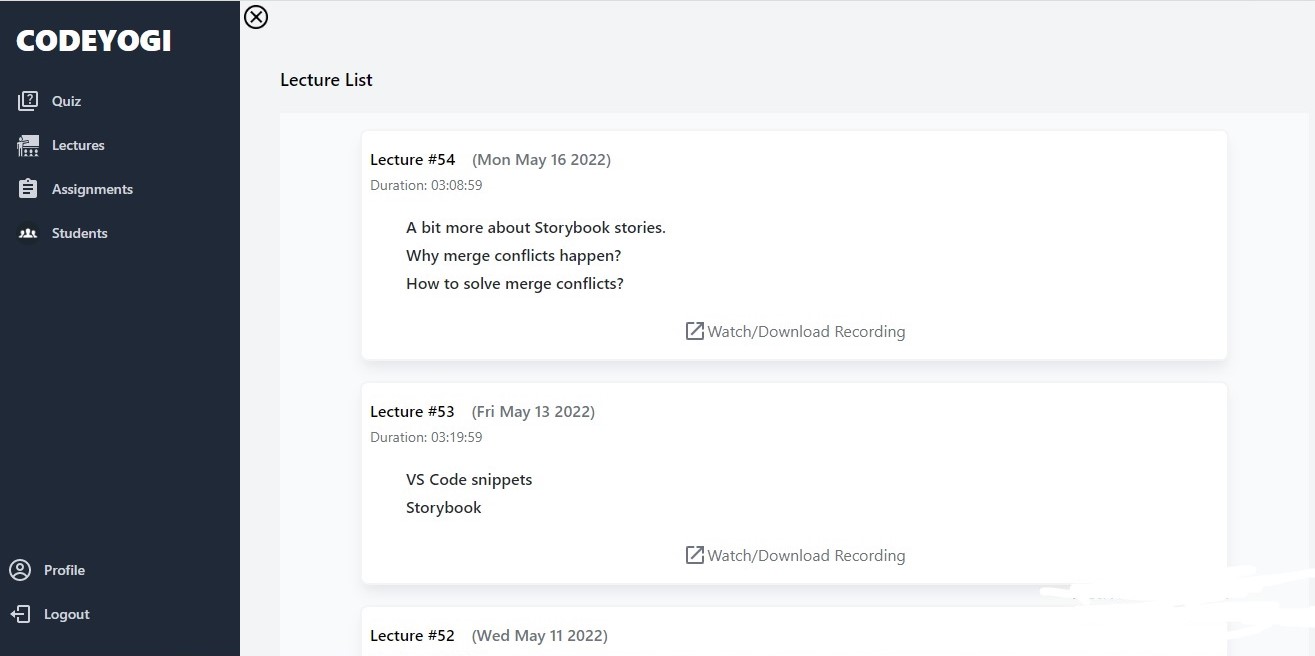 CODEYOGI
Quiz
Lectures
Assignments
Students
Profile
Logout
Lecture List
Lecture #54 (Mon May 16 2022)
Duration: 03:08:59
A bit more about Storybook stories.
Why merge conflicts happen?
How to solve merge conflicts?
Watch/Download Recording
Lecture #53 (Fri May 13 2022)
Duration: 03:19:59
VS Code snippets
Storybook
Watch/Download Recording
Lecture #52 (Wed May 11 2022)